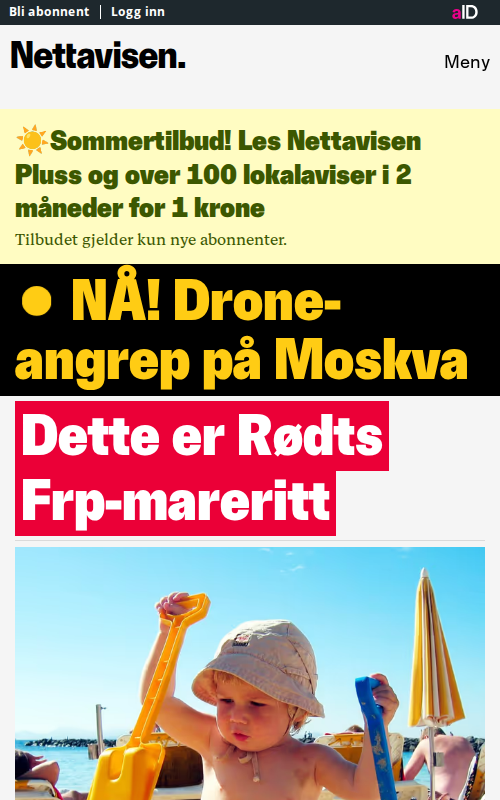 Bli abonnent | Logg inn
aID
Nettavisen.
Meny
☀️Sommertilbud! Les Nettavisen
Pluss og over 100 lokalaviser i 2
måneder for 1 krone
Tilbudet gjelder kun nye abonnenter.
● NÅ! Drone-
angrep på Moskva
Dette er Rødts
Frp-mareritt